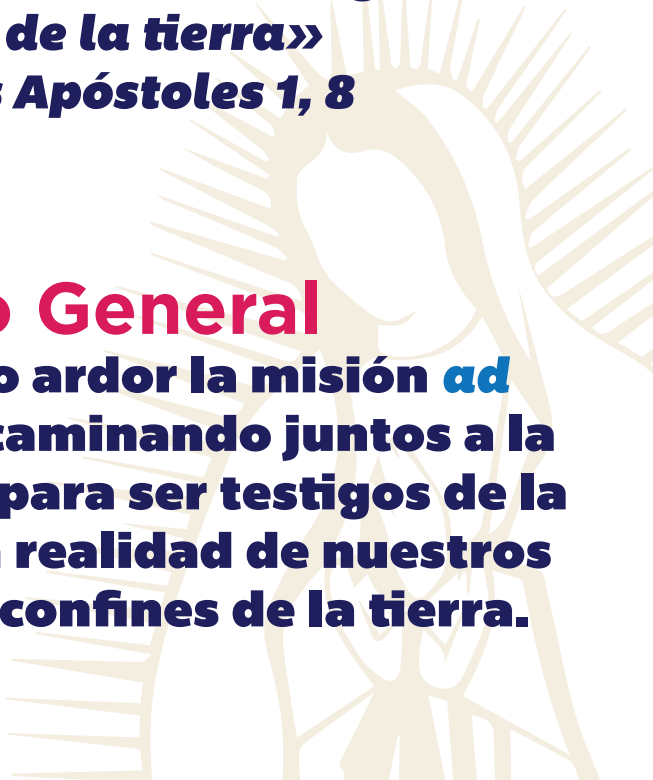 de la tierra»
s Apóstoles 1, 8
o General
o ardor la misión ad
caminando juntos a la
para ser testigos de la
realidad de nuestros
confines de la tierra.